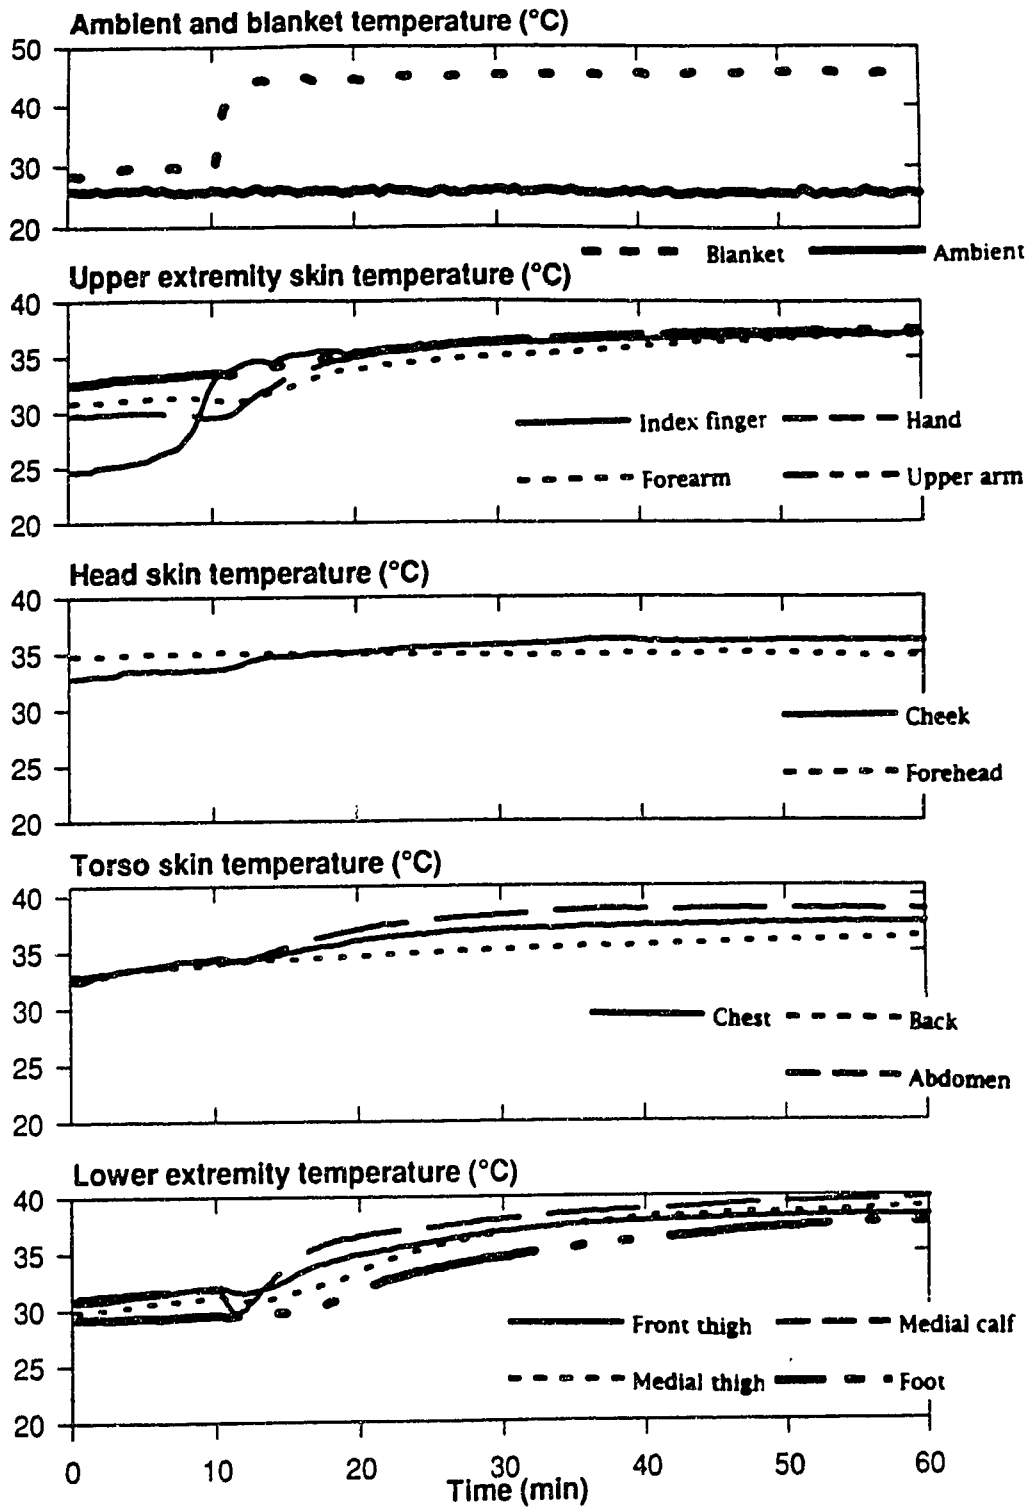 Ambient and blanket temperature (°C)
50
40
30
20
Blanket Ambient
Upper extremity skin temperature (°C)
40
35
30
25
20
Index finger Hand
Forearm Upper arm
Head skin temperature (°C)
40
35
30
25
20
Cheek
Forehead
Torso skin temperature (°C)
40
35
30
25
20
Chest Back
Abdomen
Lower extremity temperature (°C)
40
35
30
25
20
Front thigh Medial calf
Medial thigh Foot
0 10 20 30 40 50 60
Time (min)